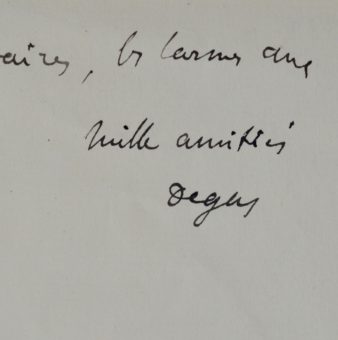 aires, les larmes aux
Mille amitiés
Degas